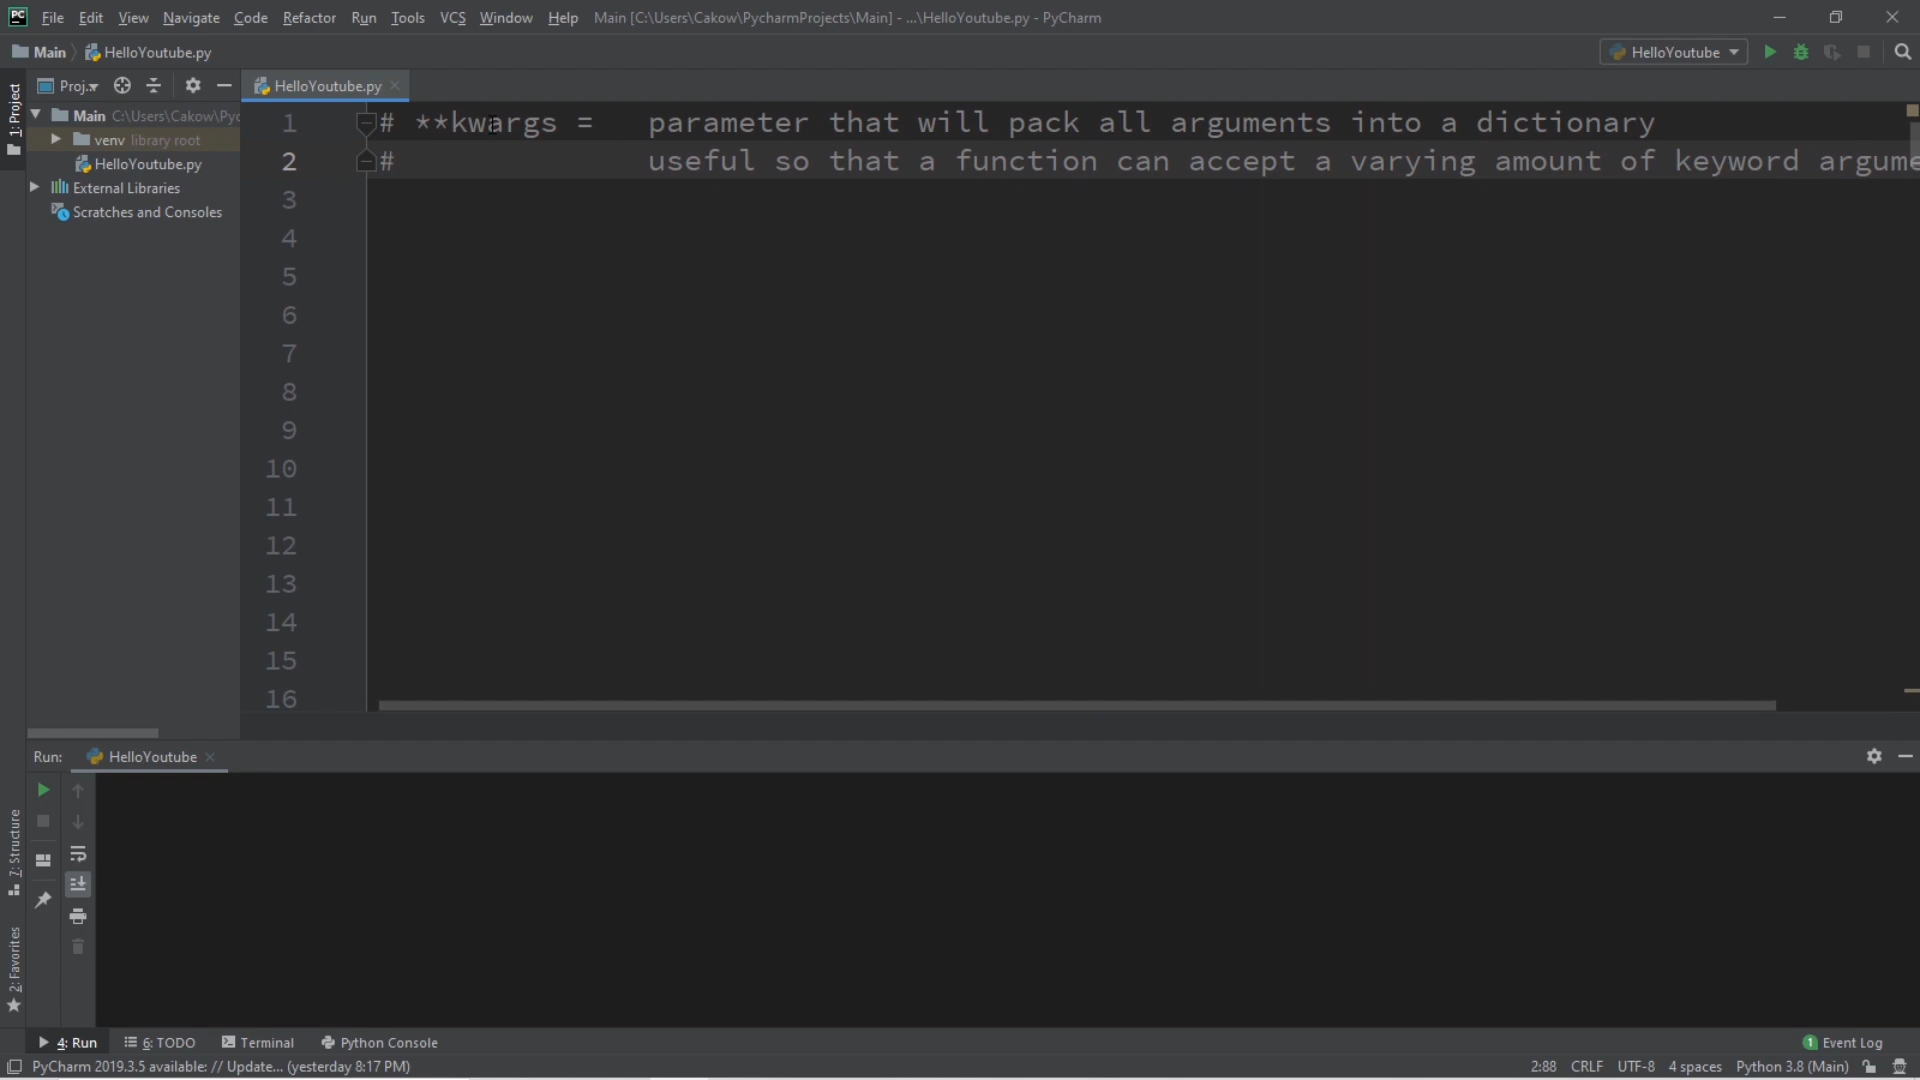 PC File Edit View Navigate Code Refactor Run Tools VCS Window Help Main [C:\Users\Cakow\PycharmProjects\Main] - ...\HelloYoutube.py - PyCharm
Main HelloYoutube.py HelloYoutube
Proj.. HelloYoutube.py
1: Project
Main C:\Users\Cakow\Pyc
venv library root
HelloYoutube.py
External Libraries
Scratches and Consoles
1 # **kwargs = parameter that will pack all arguments into a dictionary
2 # useful so that a function can accept a varying amount of keyword argume
3
4
5
6
7
8
9
10
11
12
13
14
15
16
Run: HelloYoutube
7: Structure
2: Favorites
4: Run 6: TODO Terminal Python Console 1 Event Log
PyCharm 2019.3.5 available: // Update... (yesterday 8:17 PM) 2:88 CRLF UTF-8 4 spaces Python 3.8 (Main)